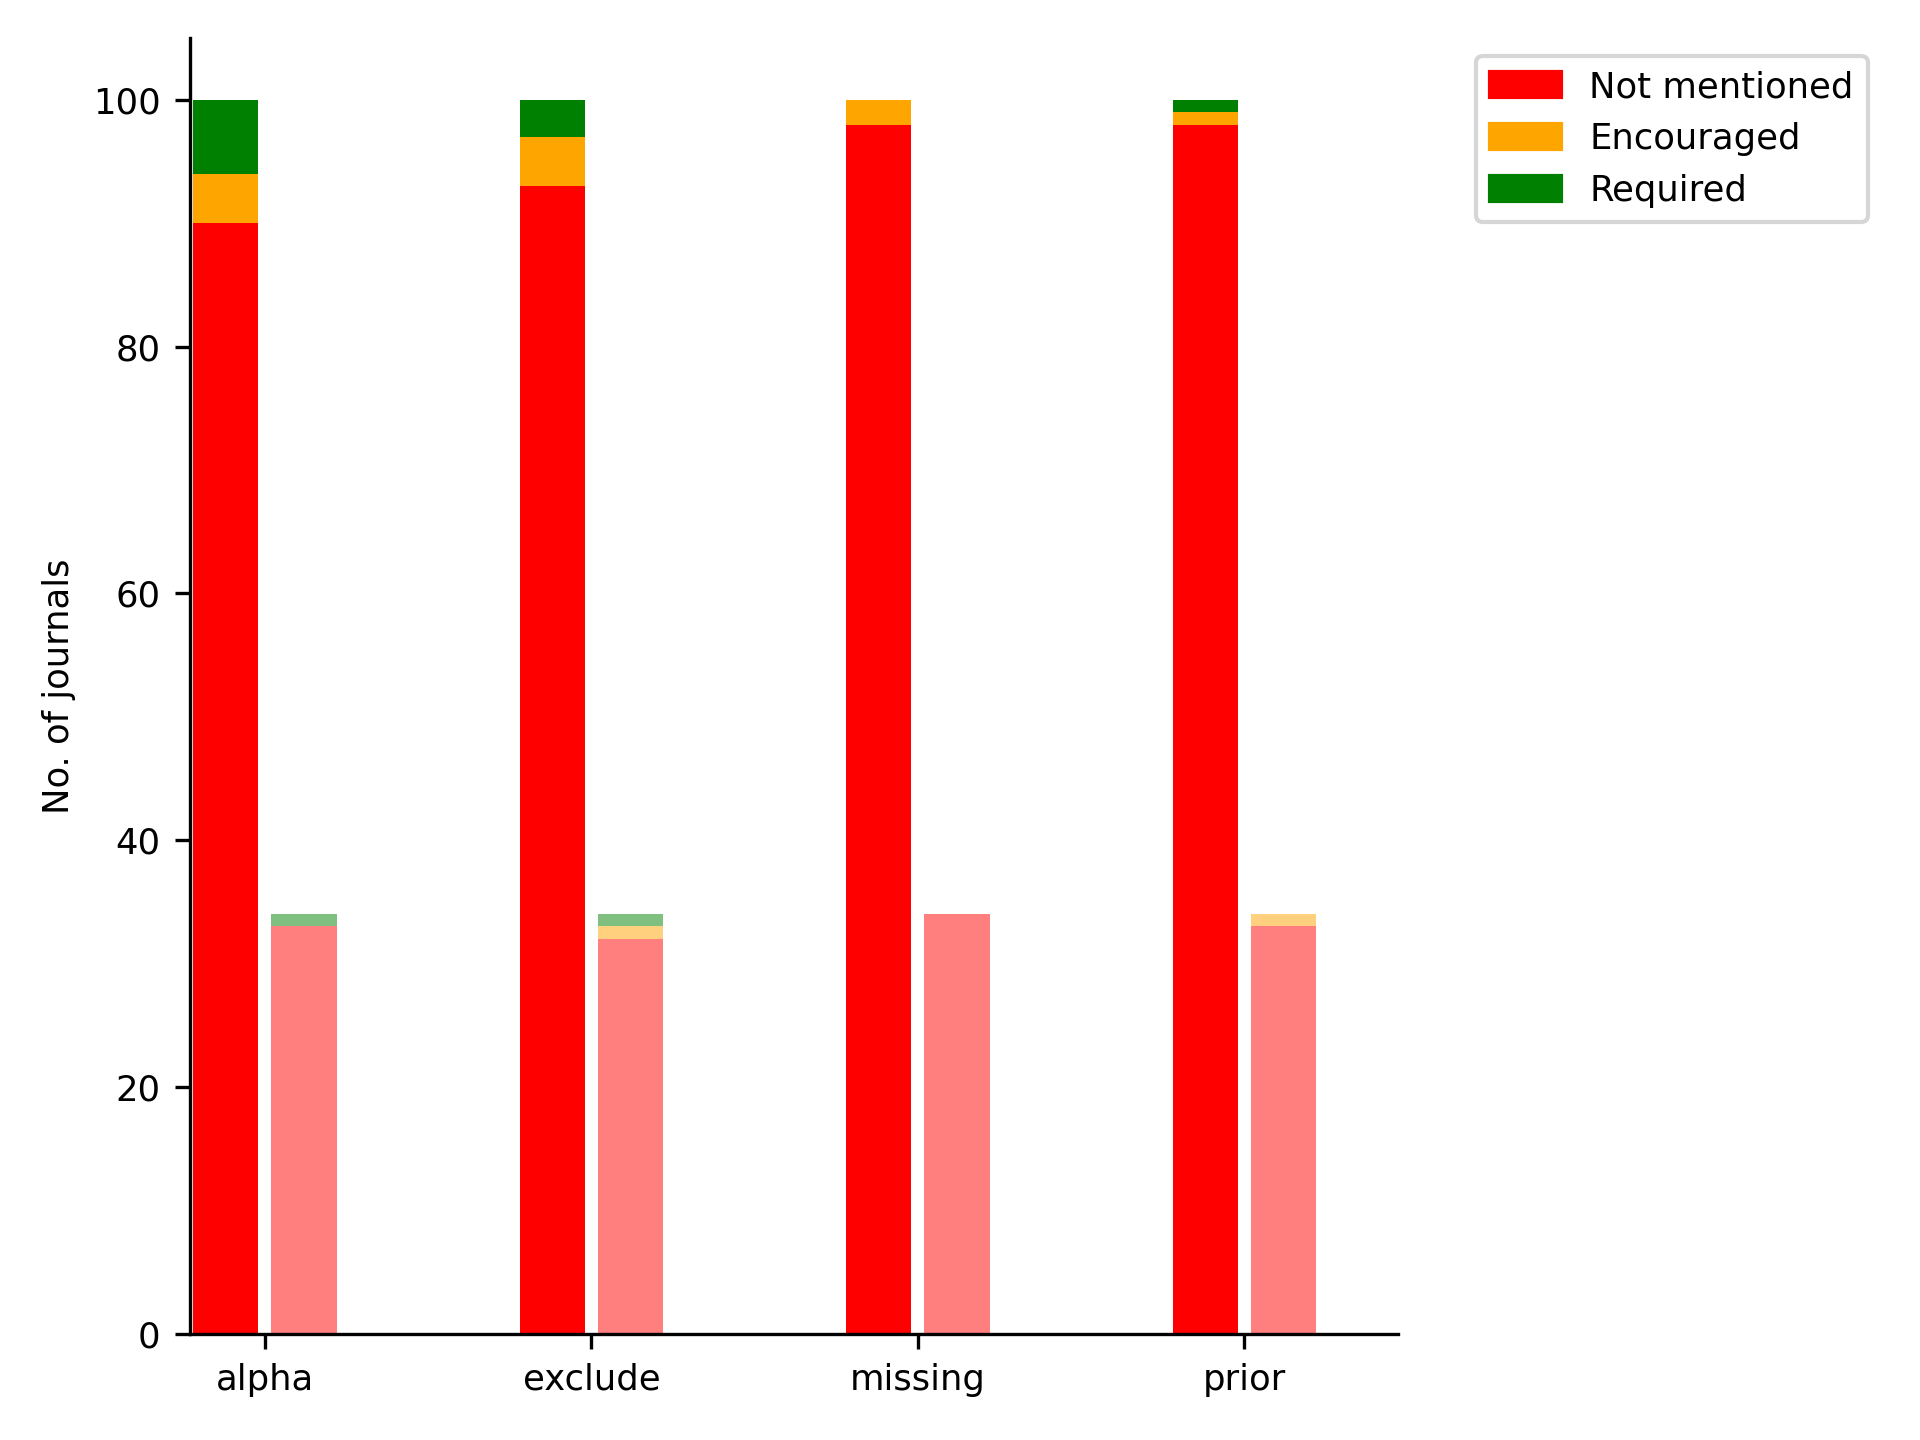 Not mentioned
Encouraged
Required
No. of journals
100
80
60
40
20
0
alpha
exclude
missing
prior